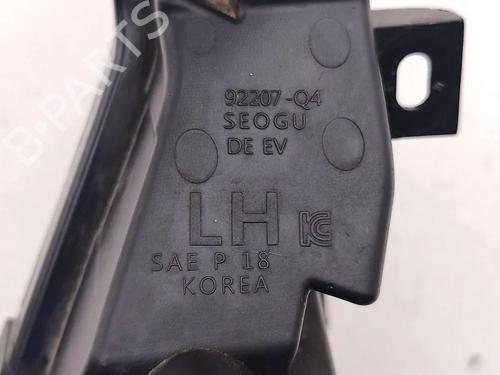 92207-Q4
SEOGU
DE EV
LH
SAE P 18
KOREA
PARTS